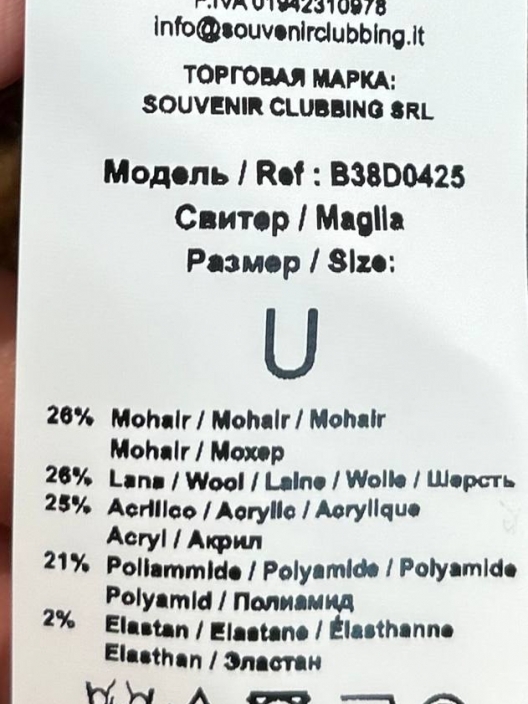 P.IVA 01942310978
info@souvenirclubbing.it
ТОРГОВАЯ МАРКА:
SOUVENIR CLUBBING SRL
Модель / Ref : B38D0425
Свитер / Maglia
Размер / Size:
U
26% Mohair / Mohair / Mohair
Mohair / Мохер
26% Lana / Wool / Laine / Wolle / Шерсть
25% Acrilico / Acrylic / Acrylique
Acryl / Акрил
21% Poliammide / Polyamide / Polyamide
Polyamid / Полиамид
2% Elastan / Elastane / Élasthanne
Elasthan / Эластан